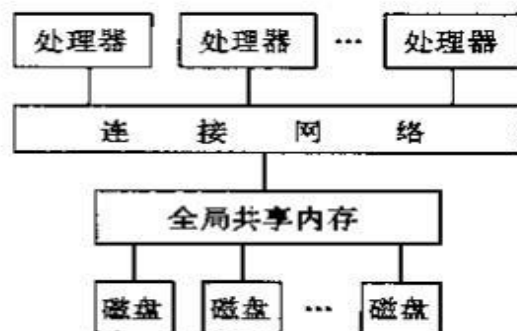 处理器 处理器 … 处理器
连接网络
全局共享内存
磁盘 磁盘 … 磁盘